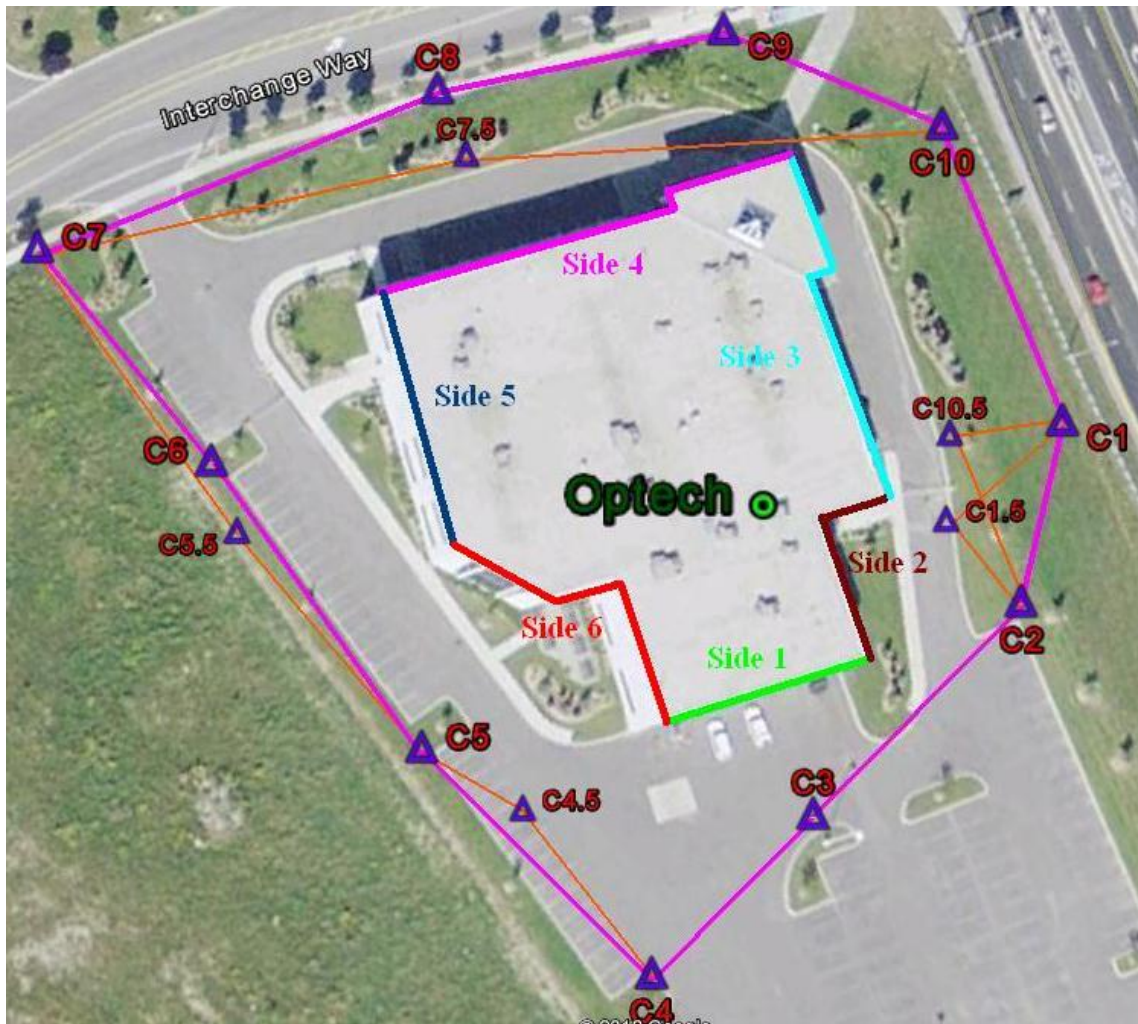 C9
C8
Interchange Way
C7.5
C10
C7
Side 4
Side 3
Side 5
C10.5
C1
C6
Optech
C1.5
C5.5
Side 2
C2
Side 6
Side 1
C5
C3
C4.5
C4